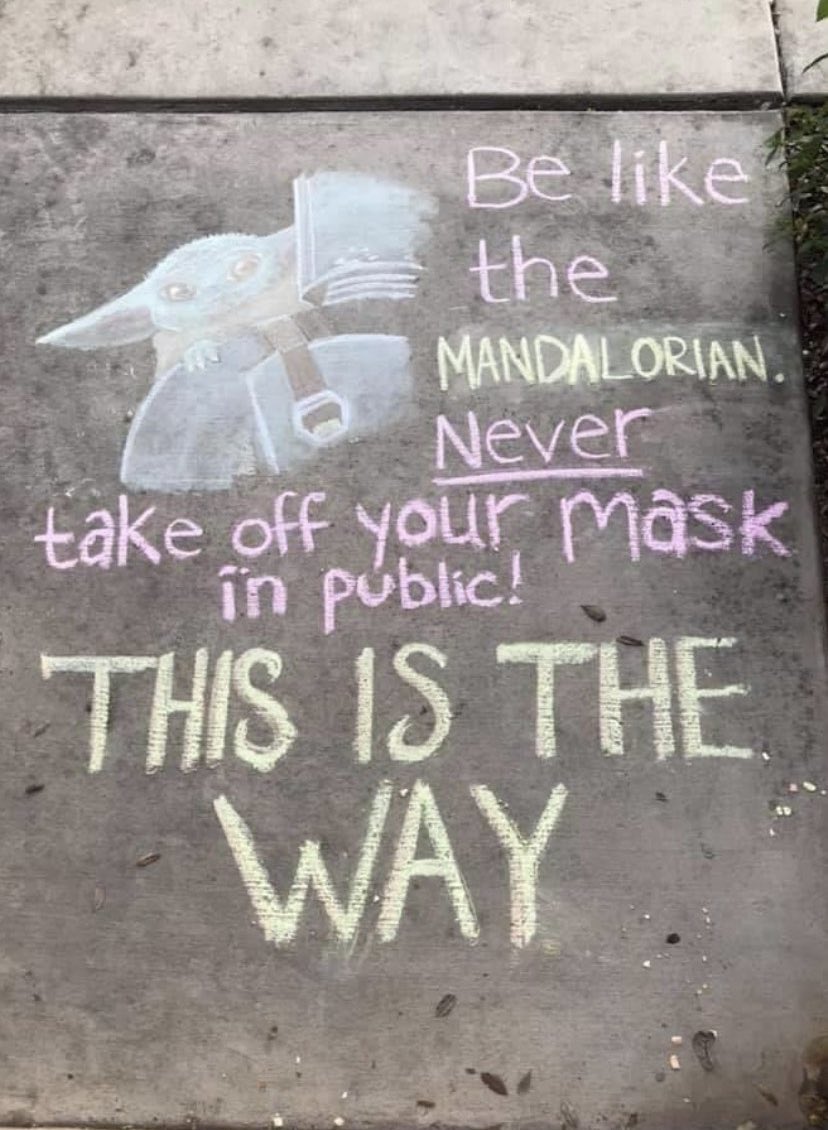 Be like
the
MANDALORIAN.
Never
take off your mask
in public!
THIS IS THE
WAY